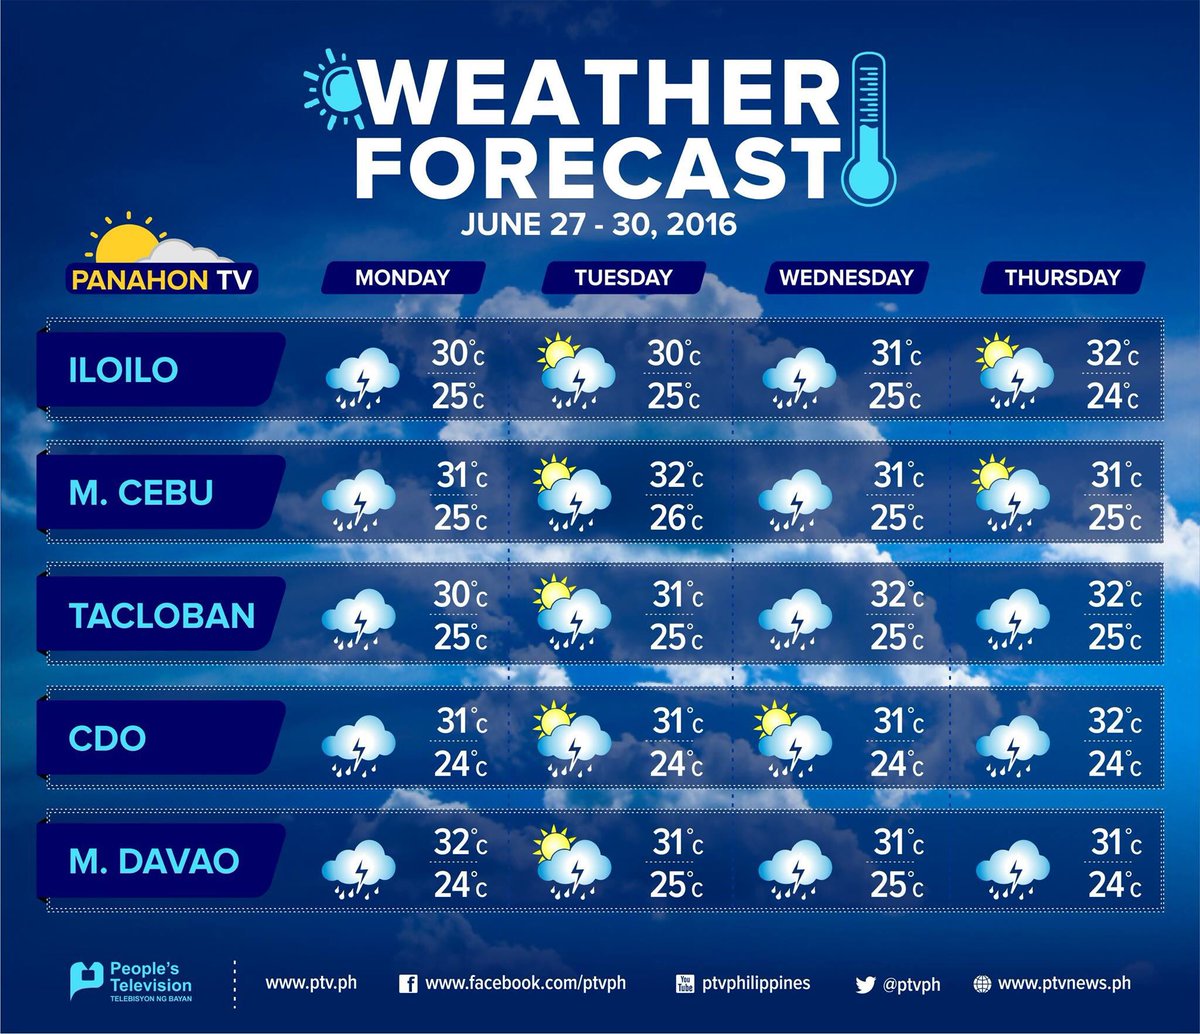 WEATHER
FORECAST
JUNE 27 - 30, 2016
PANAHON TV
MONDAY TUESDAY WEDNESDAY THURSDAY
ILOILO 30°C 30°C 31°C 32°C
25°C 25°C 25°C 24°C
M. CEBU 31°C 32°C 31°C 31°C
25°C 26°C 25°C 25°C
TACLOBAN 30°C 31°C 32°C 32°C
25°C 25°C 25°C 25°C
CDO 31°C 31°C 31°C 32°C
24°C 24°C 24°C 24°C
M. DAVAO 32°C 31°C 31°C 31°C
24°C 25°C 25°C 24°C
People's
Television
TELEBISYON NG BAYAN
www.ptv.ph f www.facebook.com/ptvph You Tube ptvphilippines @ptvph www.ptvnews.ph